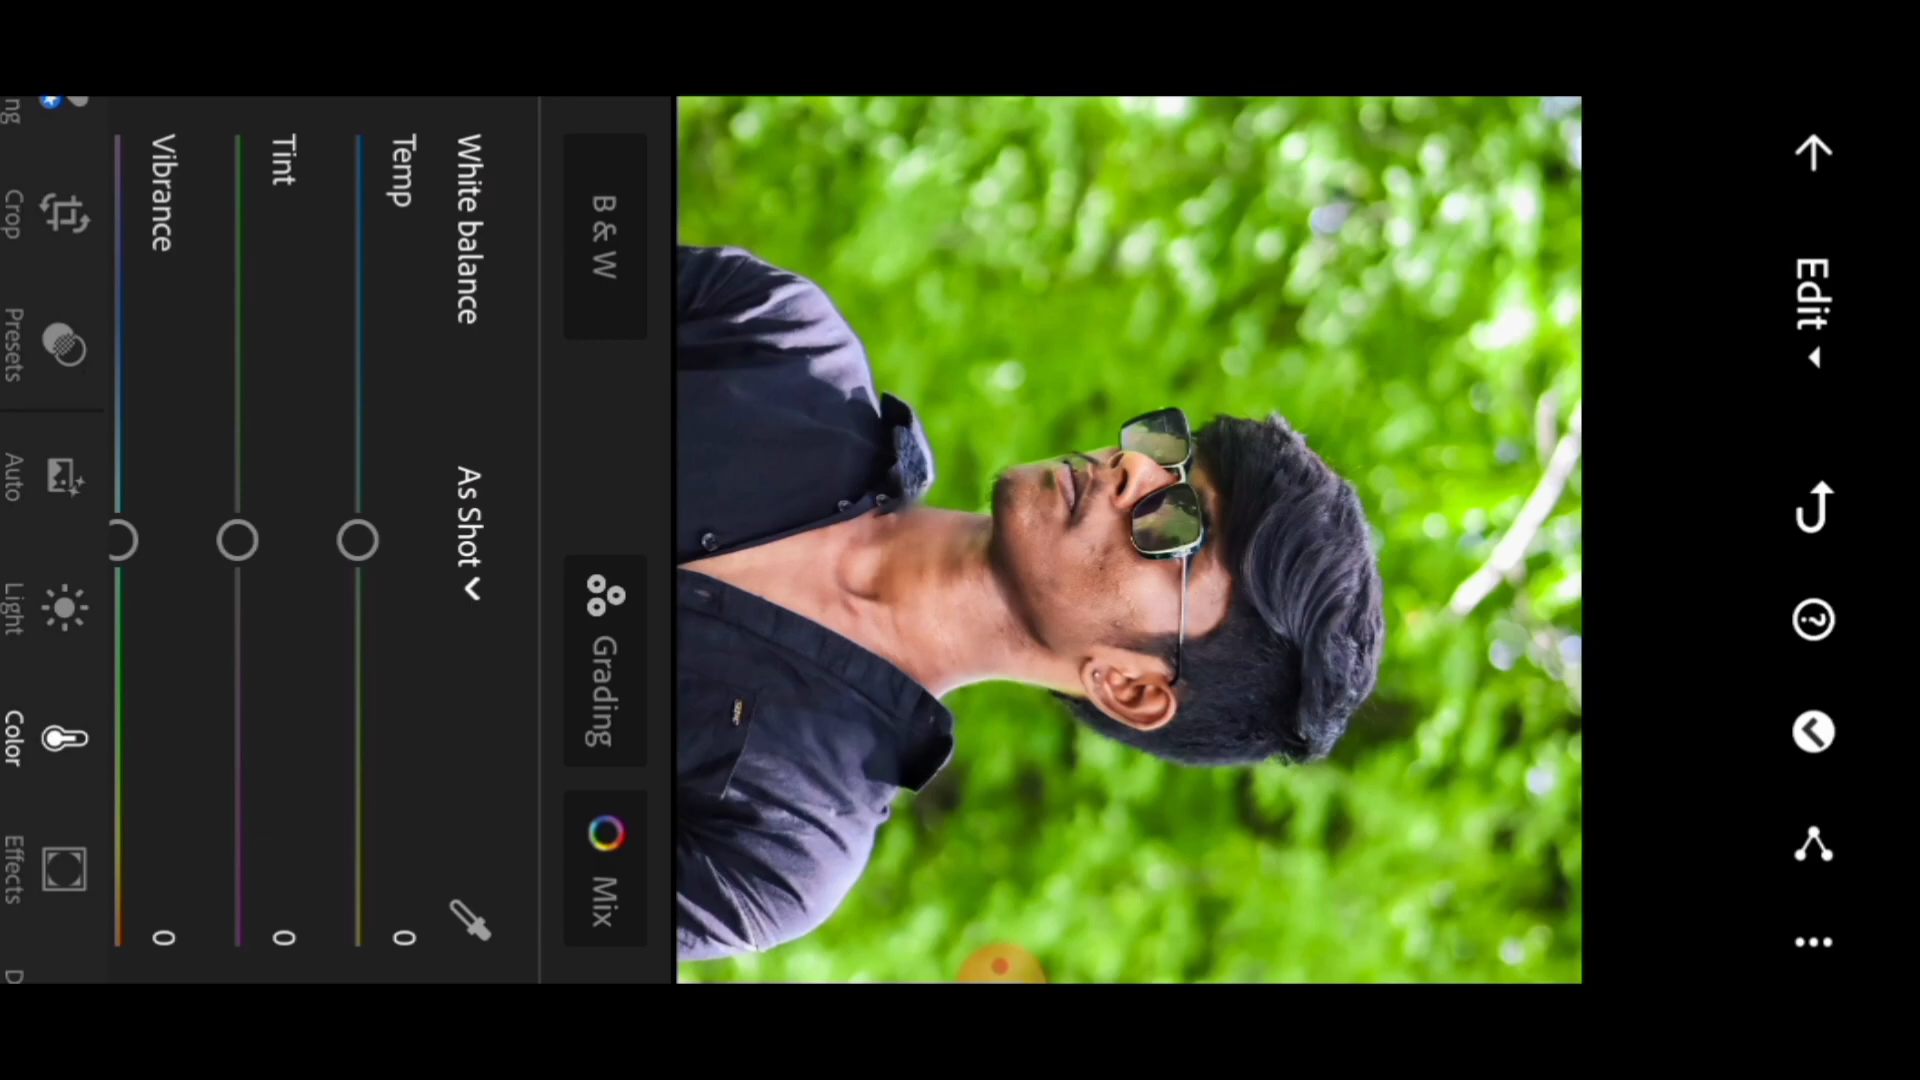 Edit
B & W
Grading
Mix
White balance
As Shot
Temp
0
Tint
0
Vibrance
0
ng
Crop
Presets
Auto
Light
Color
Effects
D